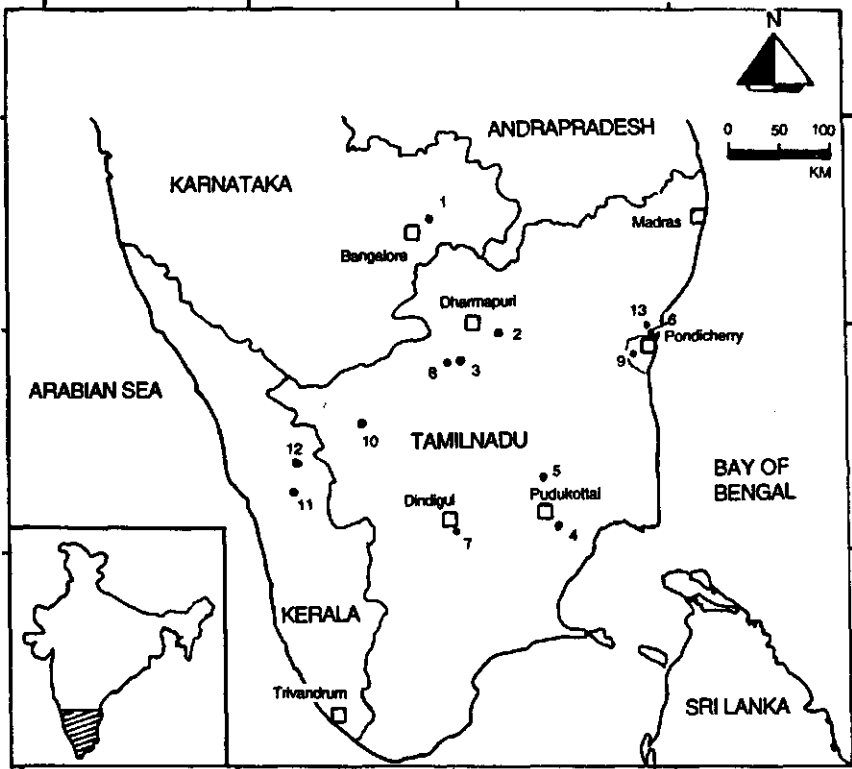 N
ANDRAPRADESH
0 50 100
KM
KARNATAKA
1
Madras
Bangalore
Dharmapuri
2
13
6
Pondicherry
9
8
3
ARABIAN SEA
10
TAMILNADU
12
11
5
BAY OF
BENGAL
Dindigul
Pudukottai
7
4
KERALA
Trivandrum
SRI LANKA